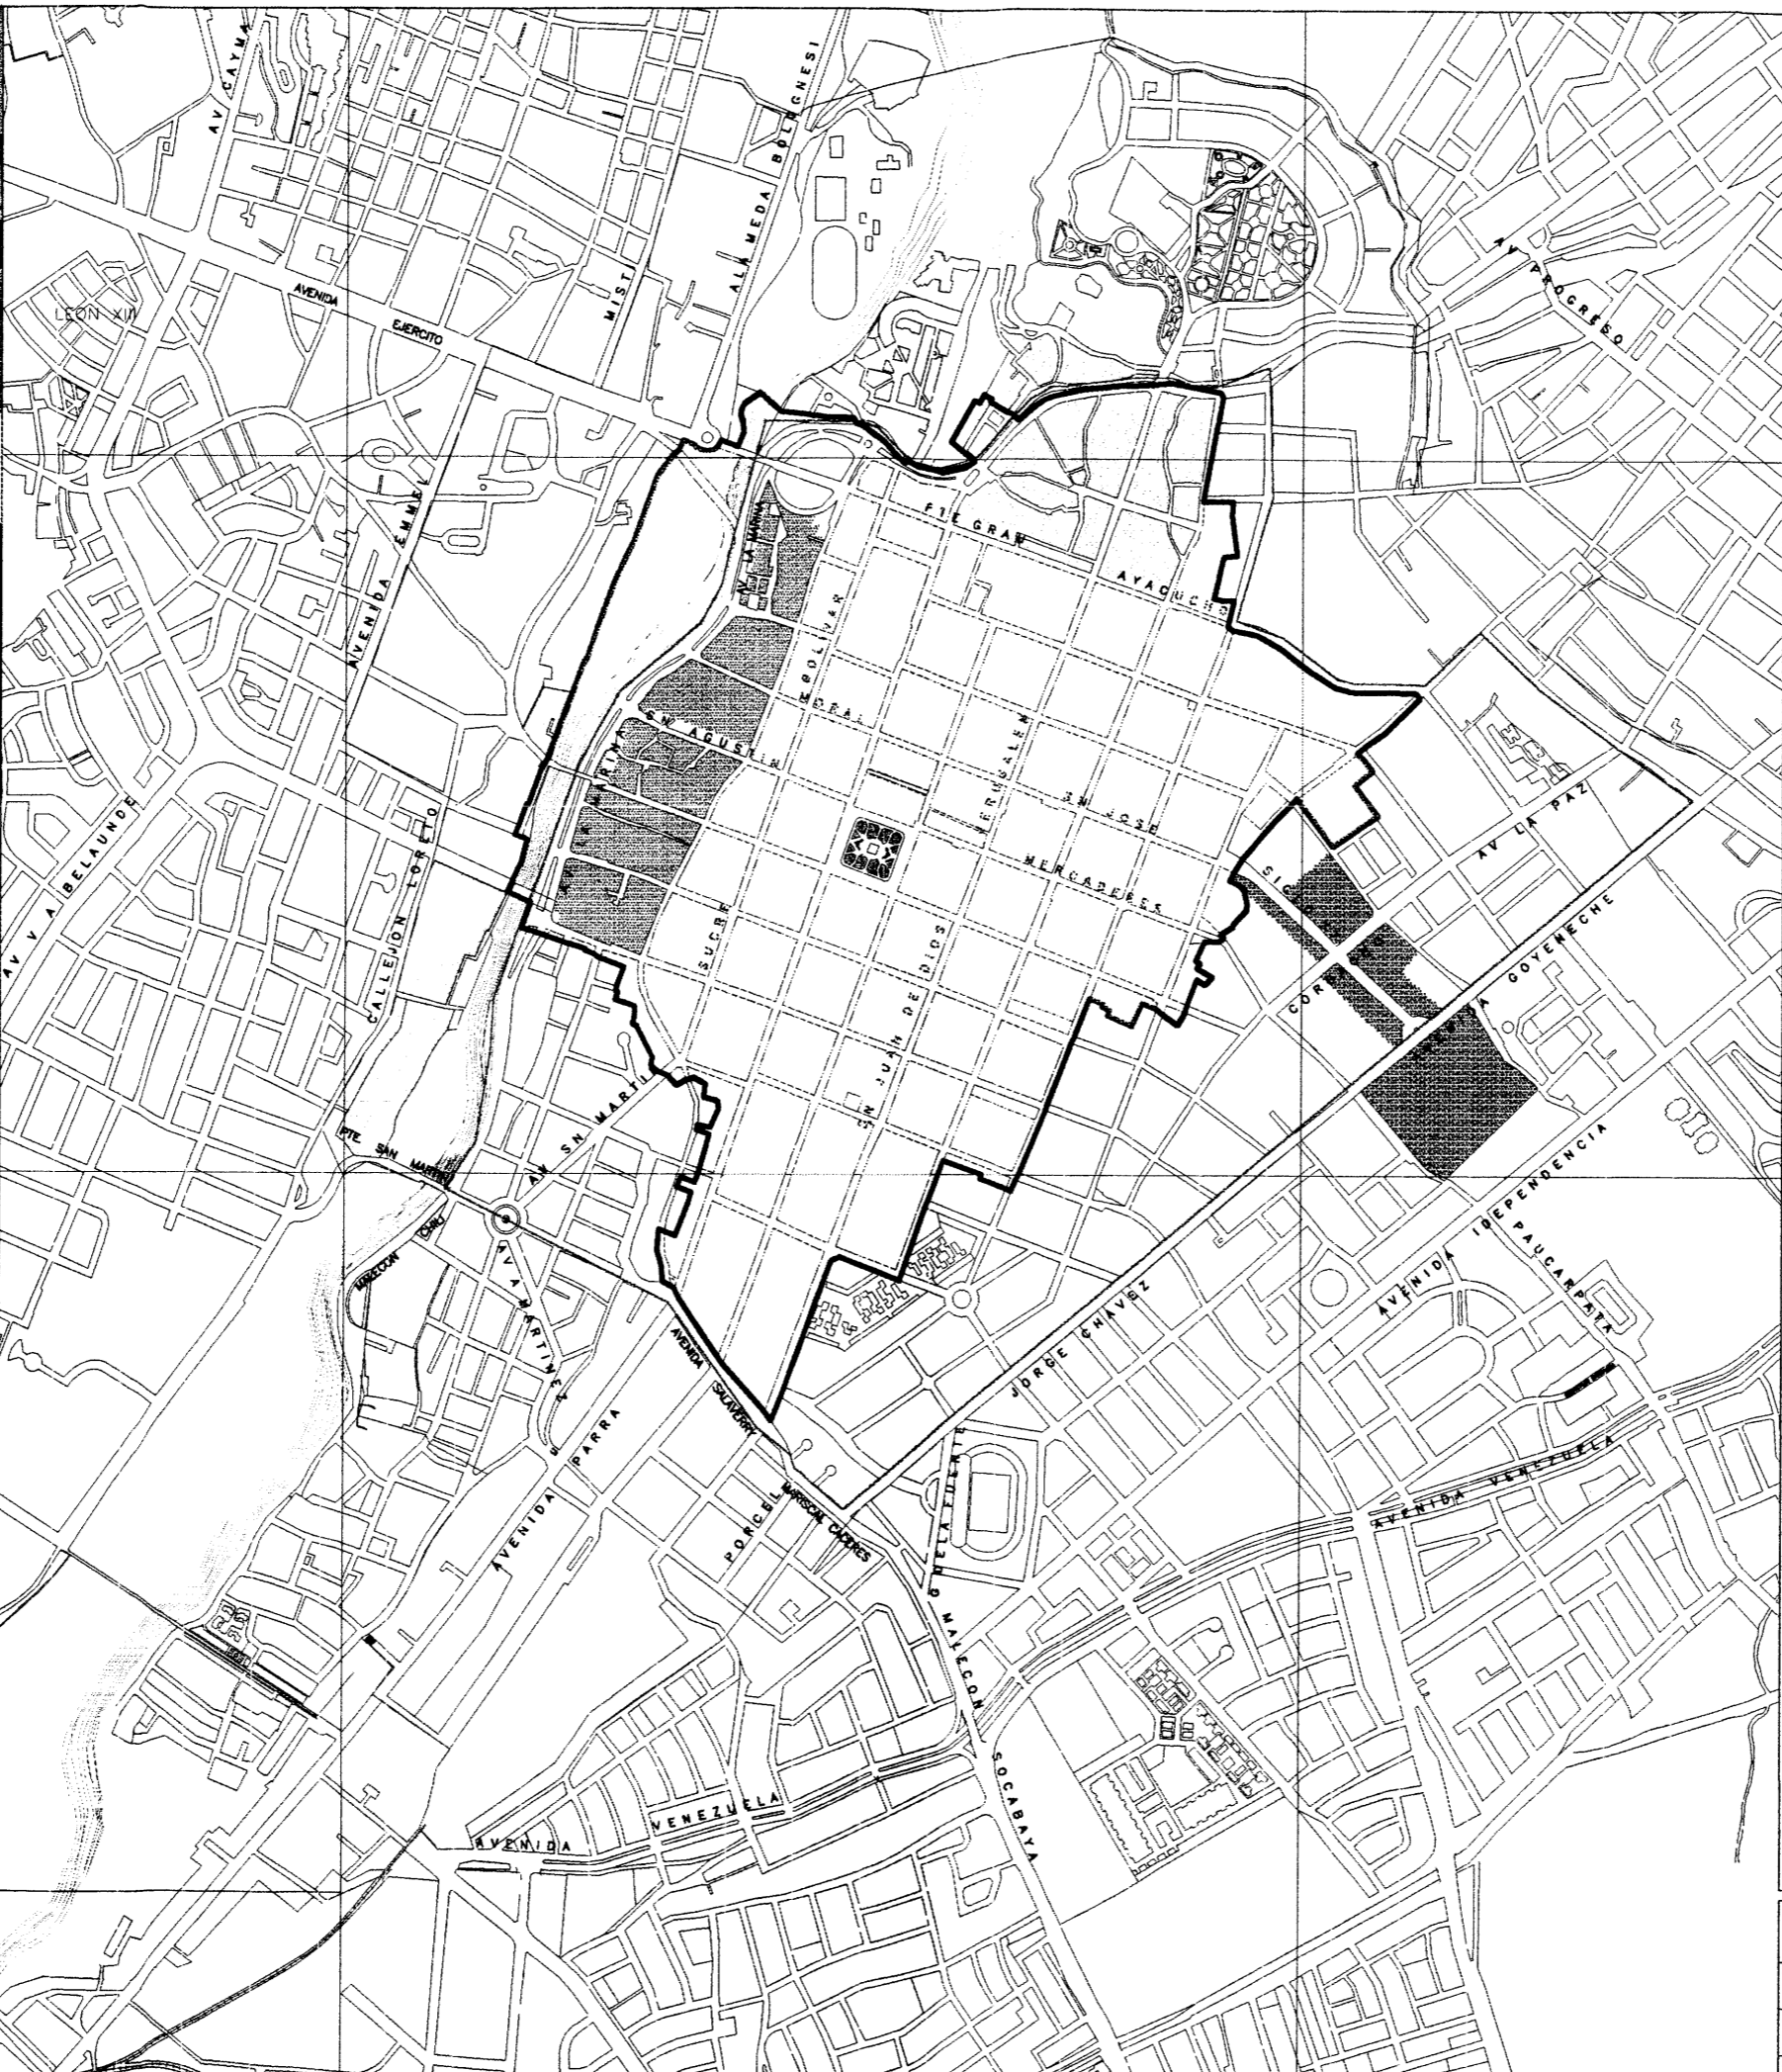 AV CAYMA
BOLOGNESI
ALAMEDA
MISTI
AVENIDA
EJERCITO
LEON XIII
AV PROGRESO
AVENIDA EMMEL
AV. LA MARINA
PTE GRAU
AYACUCHO
BOLIVAR
MORAL
SN AGUSTIN
AV LA MARINA
JERUSALEN
SN JOSE
MERCADERES
AV LA PAZ
GOYENECHE
AV V A BELAUNDE
CALLEJON LORETO
SUCRE
SN JUAN DE DIOS
AV SN MARTIN
PTE. SAN MARTIN
MALECON CHILI
AV A MARTINEZ
AVENIDA SALAVERRY
AVENIDA PARRA
PORCEL
MARISCAL CACERES
JORGE CHAVEZ
AVENIDA IDEPENDENCIA
PAUCARPATA
AVENIDA VENEZUELA
MALECON
SOCABAYA
AVENIDA
VENEZUELA